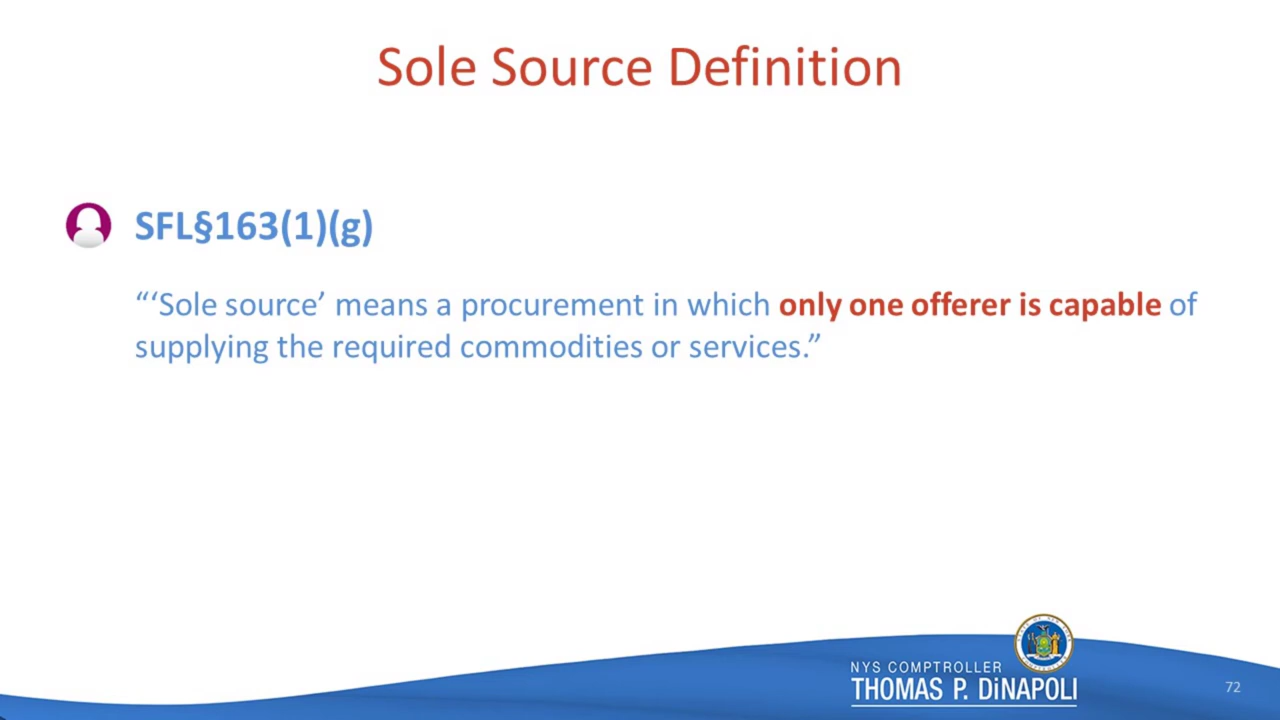 Sole Source Definition
SFL§163(1)(g)
“‘Sole source’ means a procurement in which only one offerer is capable of
supplying the required commodities or services.”
NYS COMPTROLLER
THOMAS P. DiNAPOLI
72